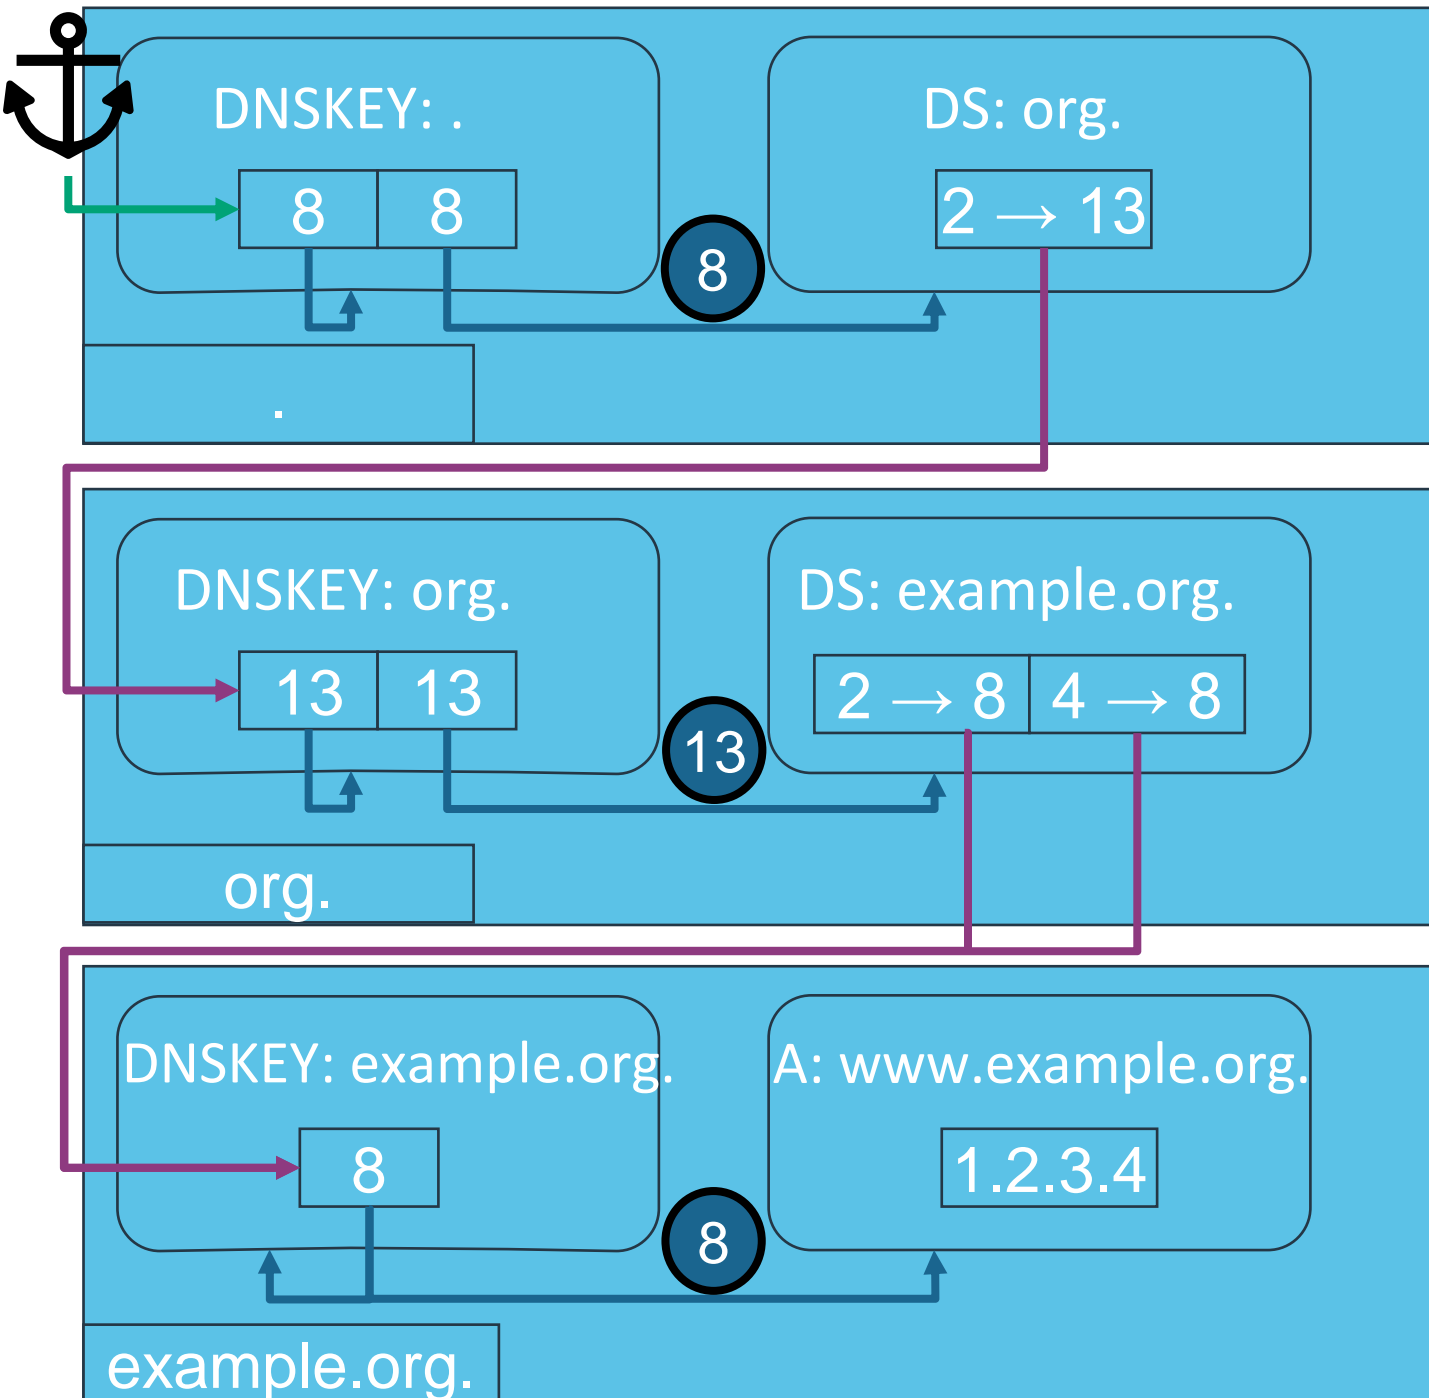 DNSKEY: .
8 8
8
DS: org.
2 → 13
.
DNSKEY: org.
13 13
13
DS: example.org.
2 → 8 4 → 8
org.
DNSKEY: example.org.
8
8
A: www.example.org.
1.2.3.4
example.org.